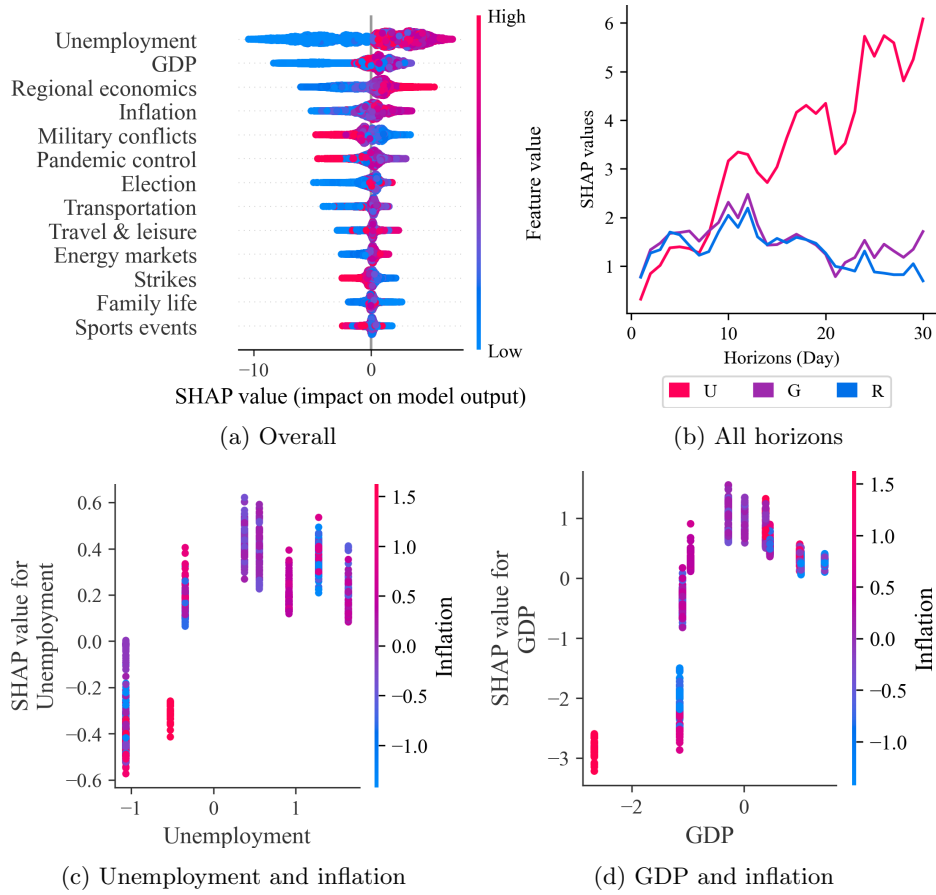 Unemployment
GDP
Regional economics
Inflation
Military conflicts
Pandemic control
Election
Transportation
Travel & leisure
Energy markets
Strikes
Family life
Sports events
−10
0
SHAP value (impact on model output)
High
Low
Feature value
(a) Overall
SHAP values
6
5
4
3
2
1
0
10
20
30
Horizons (Day)
U
G
R
(b) All horizons
SHAP value for
Unemployment
0.6
0.4
0.2
0.0
−0.2
−0.4
−0.6
−1
0
1
Unemployment
1.5
1.0
0.5
0.0
−0.5
−1.0
Inflation
(c) Unemployment and inflation
SHAP value for
GDP
1
0
−1
−2
−3
−2
0
GDP
1.5
1.0
0.5
0.0
−0.5
−1.0
Inflation
(d) GDP and inflation